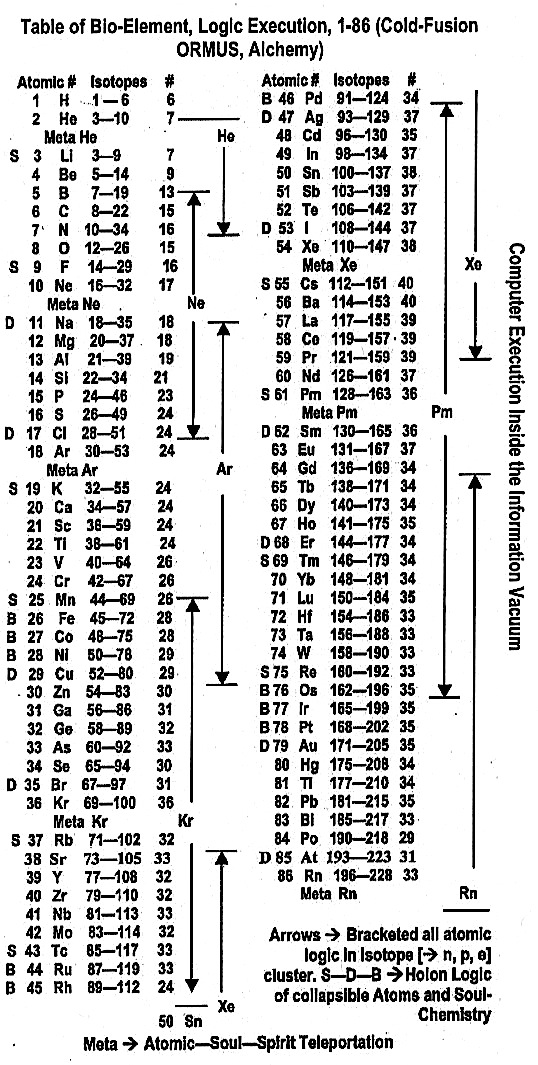 Table of Bio-Element, Logic Execution, 1-86 (Cold-Fusion
ORMUS, Alchemy)
Atomic # Isotopes #
1 H 1—6 6
2 He 3—10 7
Meta He
S 3 Li 3—9 7
4 Be 5—14 9
5 B 7—19 13
6 C 8—22 15
7 N 10—34 16
8 O 12—26 15
S 9 F 14—29 16
10 Ne 16—32 17
Meta Ne
D 11 Na 18—35 18
12 Mg 20—37 18
13 Al 21—39 19
14 Si 22—34 21
15 P 24—46 23
16 S 26—49 24
D 17 Cl 28—51 24
18 Ar 30—53 24
Meta Ar
S 19 K 32—55 24
20 Ca 34—57 24
21 Sc 36—59 24
22 Ti 38—61 24
23 V 40—64 26
24 Cr 42—67 26
S 25 Mn 44—69 26
B 26 Fe 45—72 28
B 27 Co 48—75 28
B 28 Ni 50—78 29
D 29 Cu 52—80 29
30 Zn 54—83 30
31 Ga 56—86 31
32 Ge 58—89 32
33 As 60—92 33
34 Se 65—94 30
D 35 Br 67—97 31
36 Kr 69—100 36
Meta Kr
S 37 Rb 71—102 32
38 Sr 73—105 33
39 Y 77—108 32
40 Zr 79—110 32
41 Nb 81—113 33
42 Mo 83—114 32
S 43 Tc 85—117 33
B 44 Ru 87—119 33
B 45 Rh 89—112 24
50 Sn
He
Ne
Ar
Kr
Xe
Atomic # Isotopes #
B 46 Pd 91—124 34
D 47 Ag 93—129 37
48 Cd 96—130 35
49 In 98—134 37
50 Sn 100—137 38
51 Sb 103—139 37
52 Te 106—142 37
D 53 I 108—144 37
54 Xe 110—147 38
Meta Xe
S 55 Cs 112—151 40
56 Ba 114—153 40
57 La 117—155 39
58 Ce 119—157 39
59 Pr 121—159 39
60 Nd 126—161 37
S 61 Pm 128—163 36
Meta Pm
D 62 Sm 130—165 36
63 Eu 131—167 37
64 Gd 136—169 34
65 Tb 138—171 34
66 Dy 140—173 34
67 Ho 141—175 35
D 68 Er 144—177 34
S 69 Tm 146—179 34
70 Yb 148—181 34
71 Lu 150—184 35
72 Hf 154—186 33
73 Ta 156—188 33
74 W 158—190 33
S 75 Re 160—192 33
B 76 Os 162—196 35
B 77 Ir 165—199 35
B 78 Pt 168—202 35
D 79 Au 171—205 35
80 Hg 175—208 34
81 Tl 177—210 34
82 Pb 181—215 35
83 Bi 185—217 33
84 Po 190—218 29
D 85 At 193—223 31
86 Rn 196—228 33
Meta Rn
Xe
Pm
Rn
Computer Execution Inside the Information Vacuum
Arrows → Bracketed all atomic
logic in Isotope [→ n, p, e]
cluster. S—D—B → Holon Logic
of collapsible Atoms and Soul-
Chemistry
Meta → Atomic—Soul—Spirit Teleportation